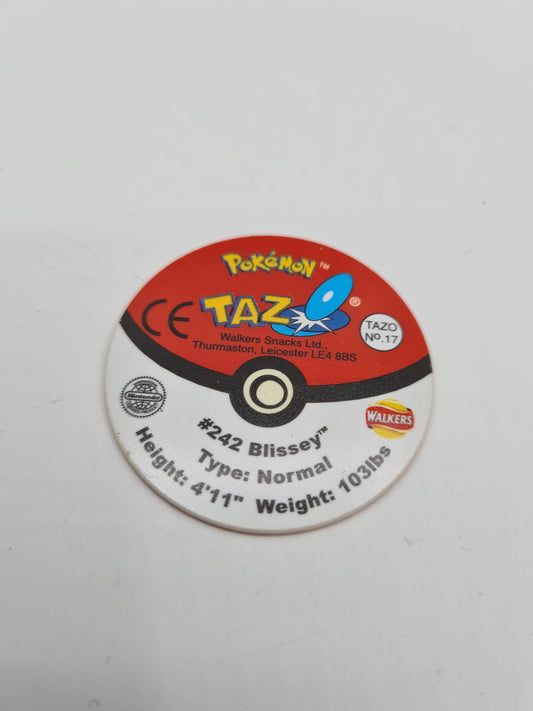 POKéMON™
TAZO®
CE
Walkers Snacks Ltd.,
Thurmaston, Leicester LE4 8BS
TAZO
No.17
Nintendo
WALKERS
#242 Blissey™
Type: Normal
Height: 4'11" Weight: 103lbs